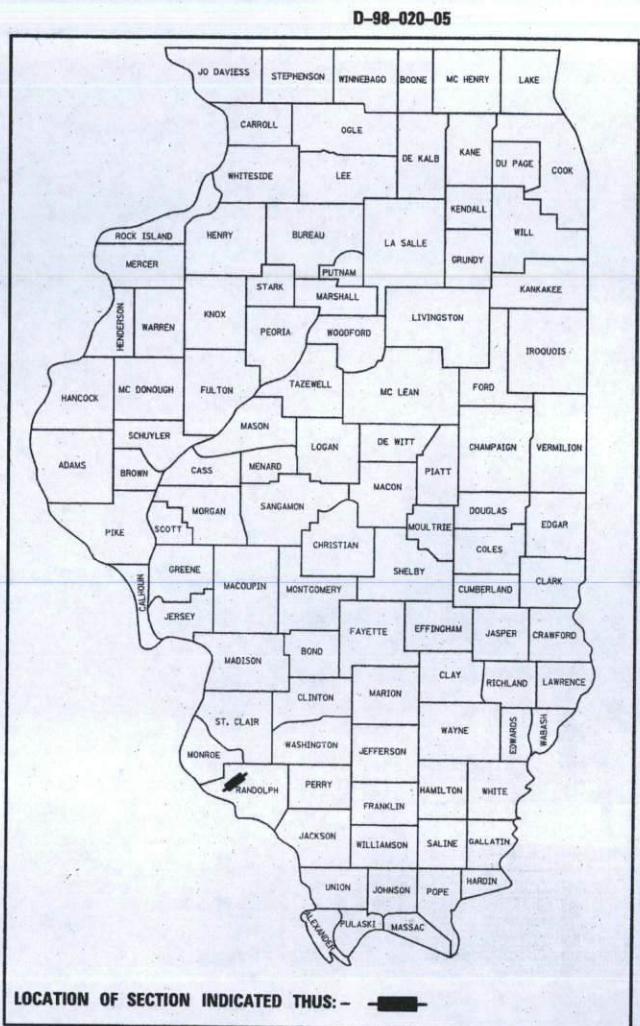 D-98-020-05
JO DAVIESS
STEPHENSON
WINNEBAGO
BOONE
MC HENRY
LAKE
CARROLL
OGLE
DE KALB
KANE
DU PAGE
COOK
WHITESIDE
LEE
KENDALL
WILL
ROCK ISLAND
HENRY
BUREAU
LA SALLE
GRUNDY
MERCER
PUTNAM
KANKAKEE
STARK
MARSHALL
HENDERSON
WARREN
KNOX
PEORIA
WOODFORD
LIVINGSTON
IROQUOIS
HANCOCK
MC DONOUGH
FULTON
TAZEWELL
MC LEAN
FORD
SCHUYLER
MASON
LOGAN
DE WITT
CHAMPAIGN
VERMILION
ADAMS
BROWN
CASS
MENARD
PIATT
MACON
PIKE
SCOTT
MORGAN
SANGAMON
MOULTRIE
DOUGLAS
EDGAR
CHRISTIAN
COLES
CALHOUN
GREENE
MACOUPIN
MONTGOMERY
SHELBY
CUMBERLAND
CLARK
JERSEY
FAYETTE
EFFINGHAM
JASPER
CRAWFORD
MADISON
BOND
CLAY
RICHLAND
LAWRENCE
CLINTON
MARION
ST. CLAIR
WAYNE
EDWARDS
WABASH
MONROE
WASHINGTON
JEFFERSON
RANDOLPH
PERRY
HAMILTON
WHITE
FRANKLIN
JACKSON
WILLIAMSON
SALINE
GALLATIN
UNION
JOHNSON
POPE
HARDIN
ALEXANDER
PULASKI
MASSAC
LOCATION OF SECTION INDICATED THUS: -